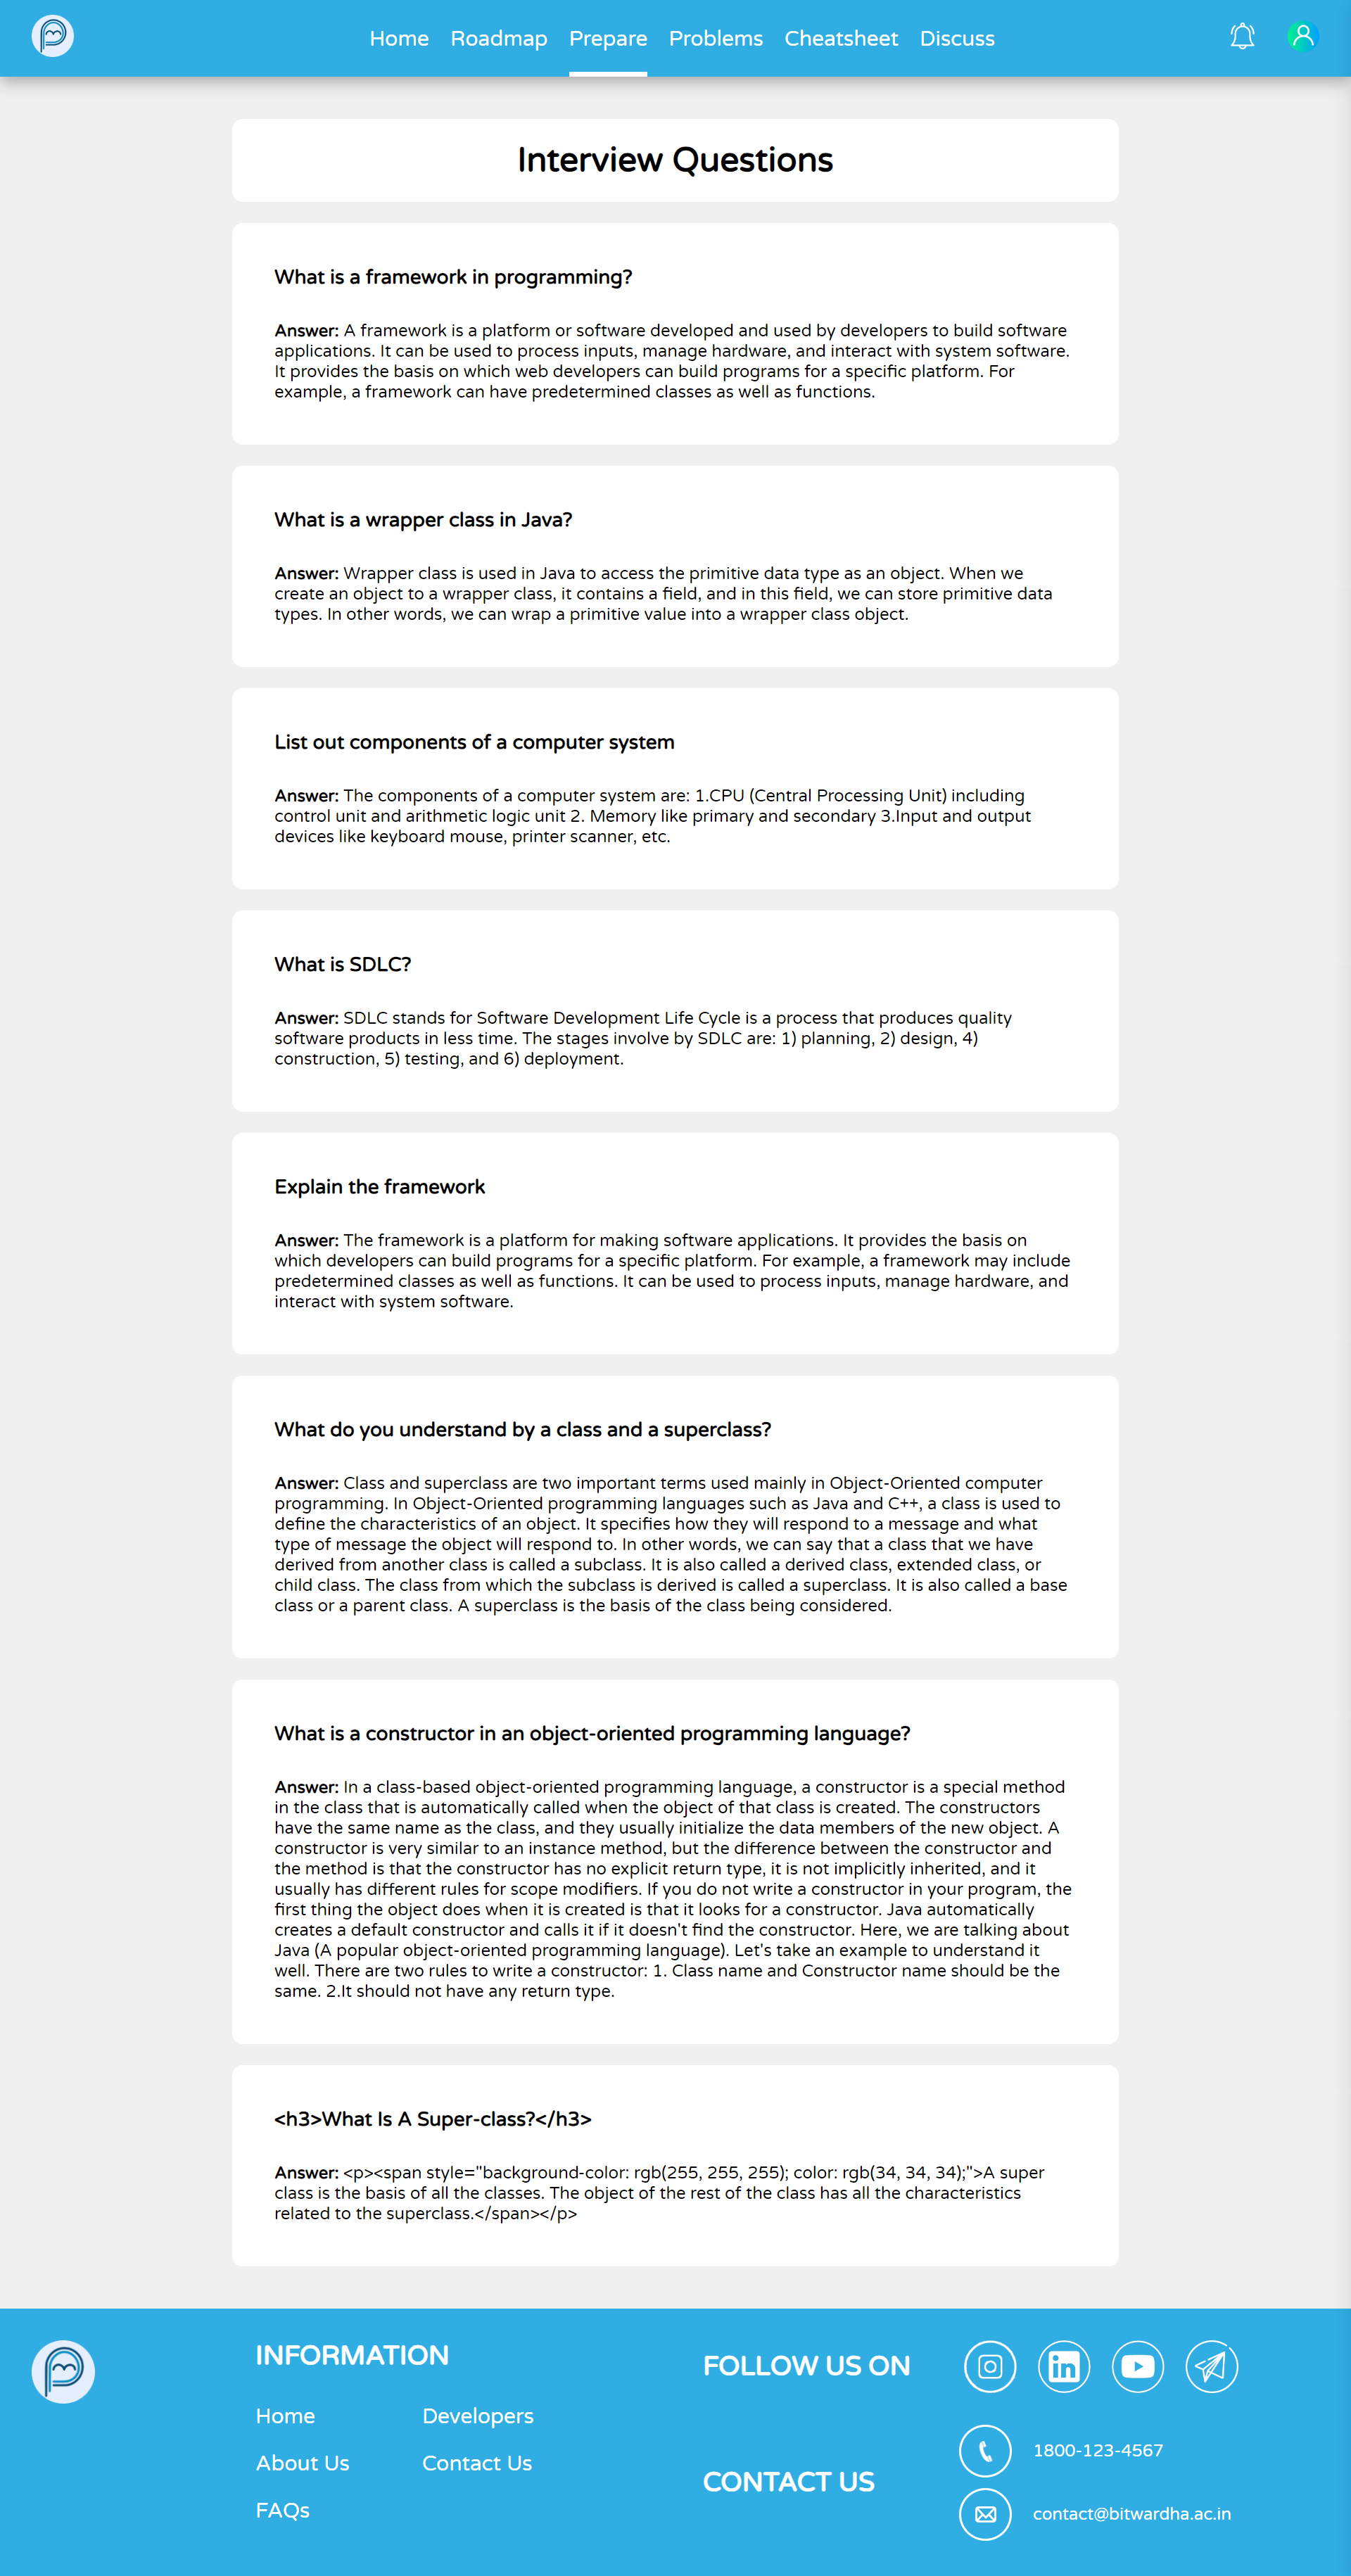 Home Roadmap Prepare Problems Cheatsheet Discuss
Interview Questions
What is a framework in programming?
Answer: A framework is a platform or software developed and used by developers to build software
applications. It can be used to process inputs, manage hardware, and interact with system software.
It provides the basis on which web developers can build programs for a specific platform. For
example, a framework can have predetermined classes as well as functions.
What is a wrapper class in Java?
Answer: Wrapper class is used in Java to access the primitive data type as an object. When we
create an object to a wrapper class, it contains a field, and in this field, we can store primitive data
types. In other words, we can wrap a primitive value into a wrapper class object.
List out components of a computer system
Answer: The components of a computer system are: 1.CPU (Central Processing Unit) including
control unit and arithmetic logic unit 2. Memory like primary and secondary 3.Input and output
devices like keyboard mouse, printer scanner, etc.
What is SDLC?
Answer: SDLC stands for Software Development Life Cycle is a process that produces quality
software products in less time. The stages involve by SDLC are: 1) planning, 2) design, 4)
construction, 5) testing, and 6) deployment.
Explain the framework
Answer: The framework is a platform for making software applications. It provides the basis on
which developers can build programs for a specific platform. For example, a framework may include
predetermined classes as well as functions. It can be used to process inputs, manage hardware, and
interact with system software.
What do you understand by a class and a superclass?
Answer: Class and superclass are two important terms used mainly in Object-Oriented computer
programming. In Object-Oriented programming languages such as Java and C++, a class is used to
define the characteristics of an object. It specifies how they will respond to a message and what
type of message the object will respond to. In other words, we can say that a class that we have
derived from another class is called a subclass. It is also called a derived class, extended class, or
child class. The class from which the subclass is derived is called a superclass. It is also called a base
class or a parent class. A superclass is the basis of the class being considered.
What is a constructor in an object-oriented programming language?
Answer: In a class-based object-oriented programming language, a constructor is a special method
in the class that is automatically called when the object of that class is created. The constructors
have the same name as the class, and they usually initialize the data members of the new object. A
constructor is very similar to an instance method, but the difference between the constructor and
the method is that the constructor has no explicit return type, it is not implicitly inherited, and it
usually has different rules for scope modifiers. If you do not write a constructor in your program, the
first thing the object does when it is created is that it looks for a constructor. Java automatically
creates a default constructor and calls it if it doesn't find the constructor. Here, we are talking about
Java (A popular object-oriented programming language). Let's take an example to understand it
well. There are two rules to write a constructor: 1. Class name and Constructor name should be the
same. 2.It should not have any return type.
<h3>What Is A Super-class?</h3>
Answer: <p><span style="background-color: rgb(255, 255, 255); color: rgb(34, 34, 34);">A super
class is the basis of all the classes. The object of the rest of the class has all the characteristics
related to the superclass.</span></p>
INFORMATION
Home Developers
About Us Contact Us
FAQs
FOLLOW US ON
in
CONTACT US
1800-123-4567
contact@bitwardha.ac.in